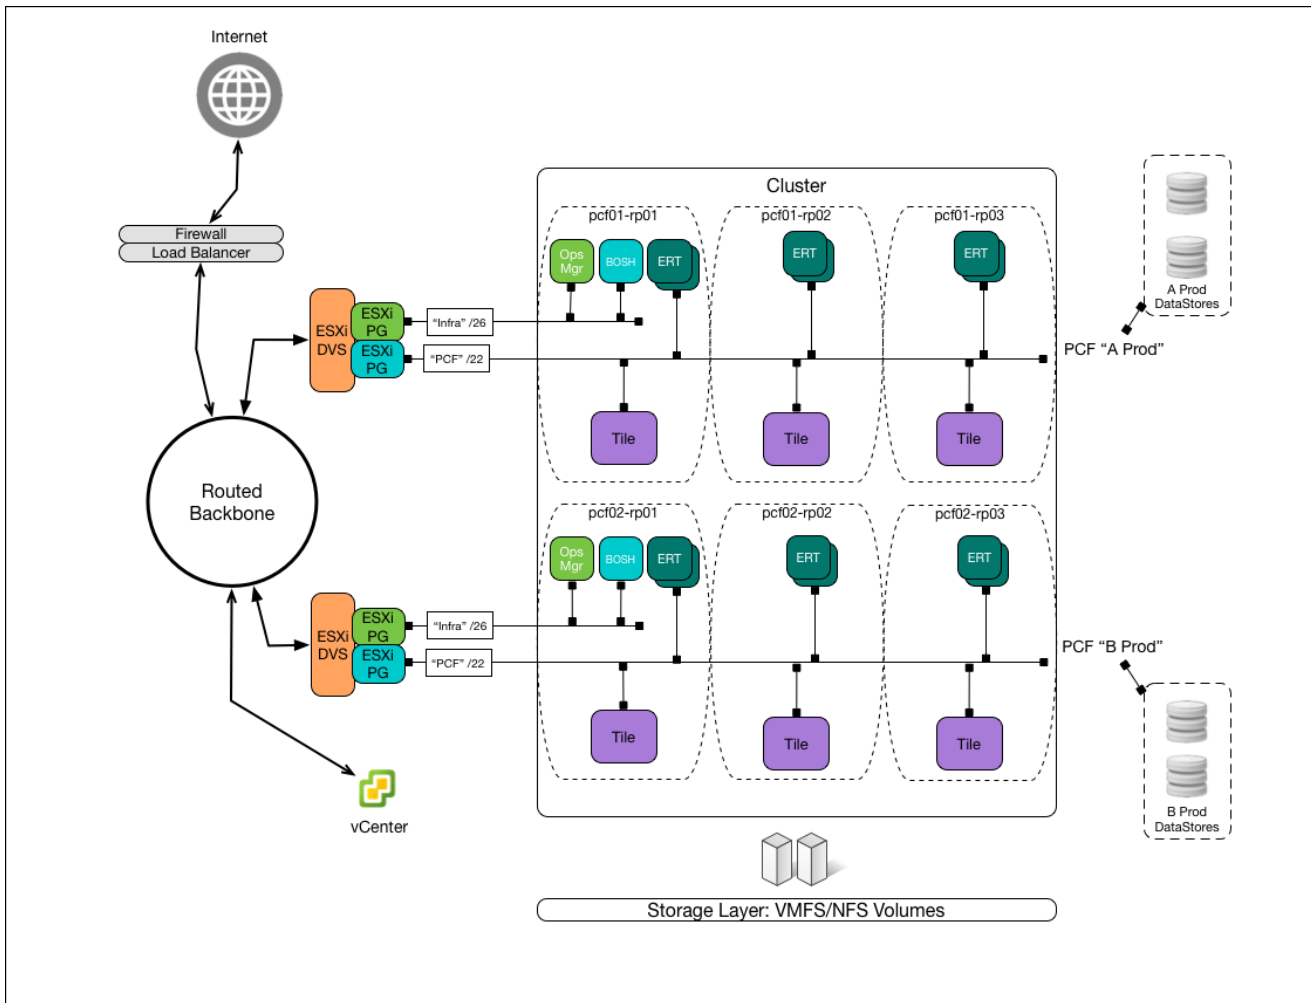 Internet
Firewall
Load Balancer
Routed
Backbone
vCenter
ESXi
DVS
ESXi
PG
ESXi
PG
"Infra" /26
"PCF" /22
Cluster
pcf01-rp01
pcf01-rp02
pcf01-rp03
Ops
Mgr
BOSH
ERT
ERT
ERT
Tile
Tile
Tile
PCF "A Prod"
A Prod
DataStores
ESXi
DVS
ESXi
PG
ESXi
PG
"Infra" /26
"PCF" /22
pcf02-rp01
pcf02-rp02
pcf02-rp03
Ops
Mgr
BOSH
ERT
ERT
ERT
Tile
Tile
Tile
PCF "B Prod"
B Prod
DataStores
Storage Layer: VMFS/NFS Volumes